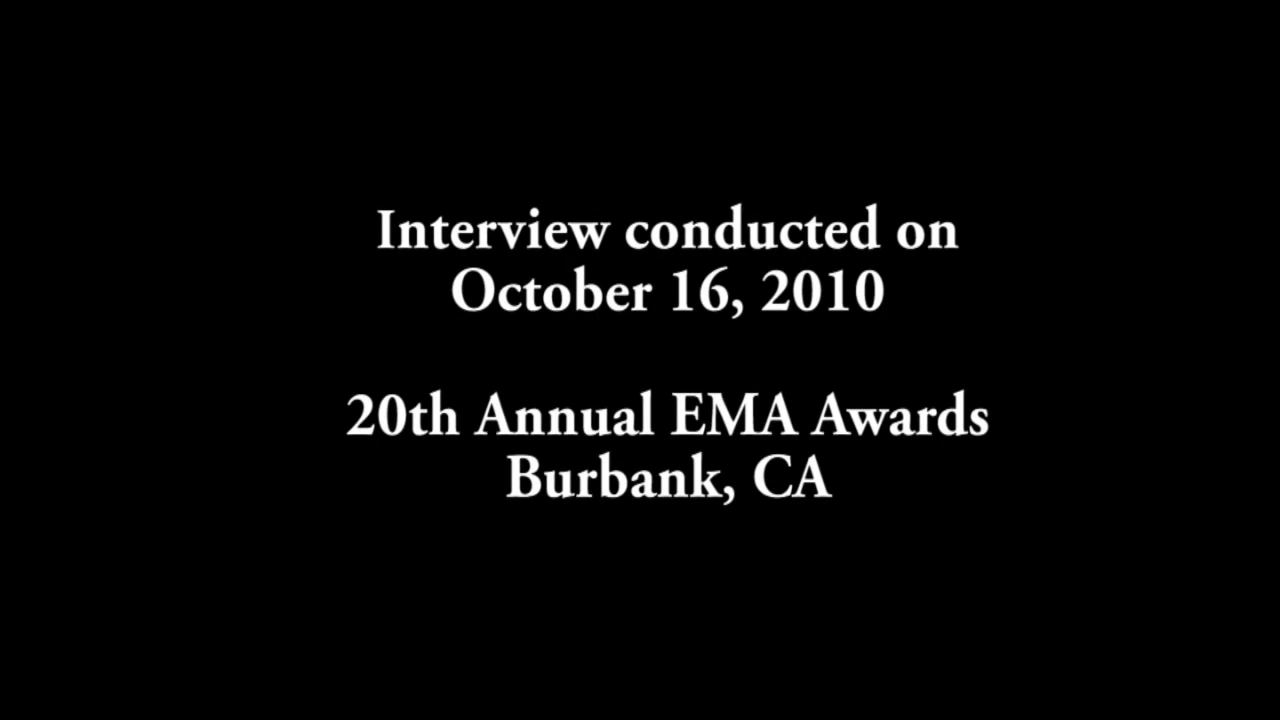 Interview conducted on
October 16, 2010
20th Annual EMA Awards
Burbank, CA